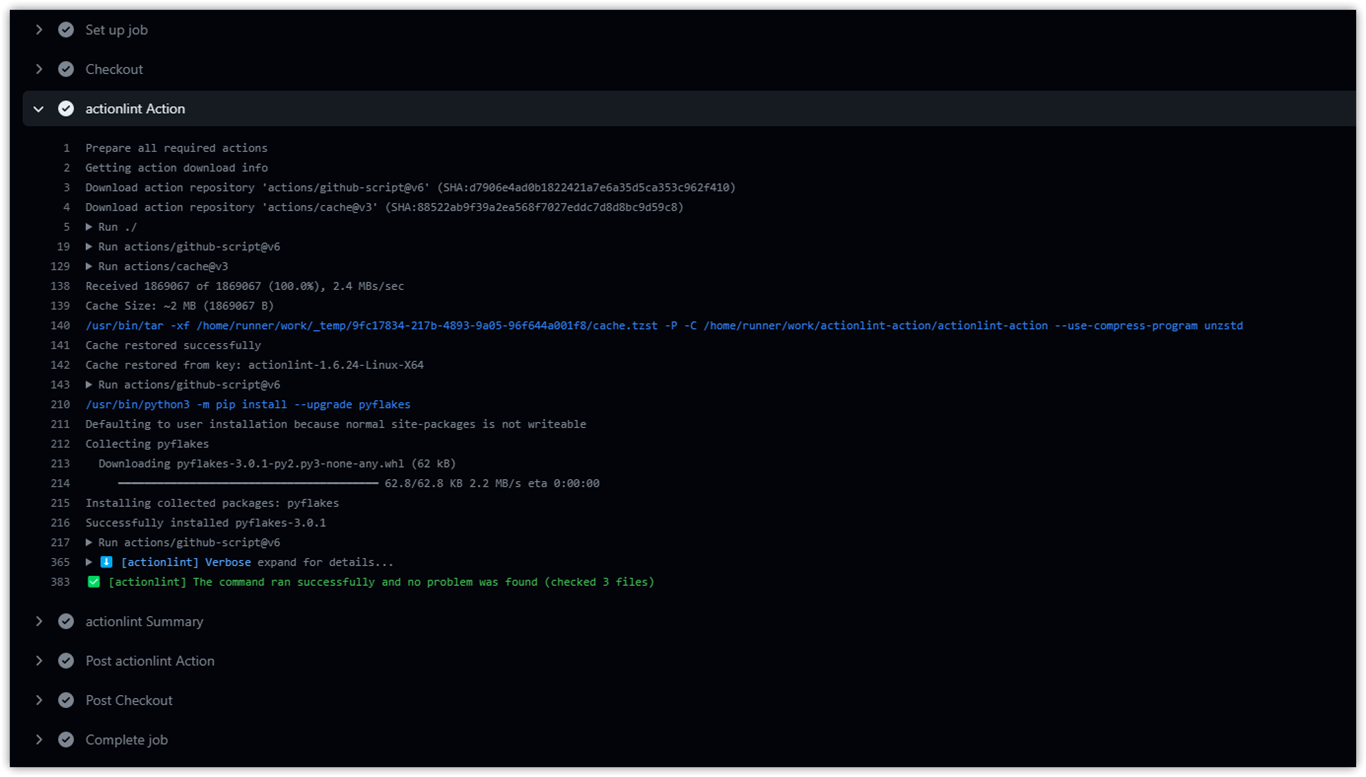 Set up job
Checkout
actionlint Action
1 Prepare all required actions
2 Getting action download info
3 Download action repository 'actions/github-script@v6' (SHA:d7906e4ad0b1822421a7e6a35d5ca353c962f410)
4 Download action repository 'actions/cache@v3' (SHA:88522ab9f39a2ea568f7027eddc7d8d8bc9d59c8)
5 ▶ Run ./
19 ▶ Run actions/github-script@v6
129 ▶ Run actions/cache@v3
138 Received 1869067 of 1869067 (100.0%), 2.4 MBs/sec
139 Cache Size: ~2 MB (1869067 B)
140 /usr/bin/tar -xf /home/runner/work/_temp/9fc17834-217b-4893-9a05-96f644a001f8/cache.tzst -P -C /home/runner/work/actionlint-action/actionlint-action --use-compress-program unzstd
141 Cache restored successfully
142 Cache restored from key: actionlint-1.6.24-Linux-X64
143 ▶ Run actions/github-script@v6
210 /usr/bin/python3 -m pip install --upgrade pyflakes
211 Defaulting to user installation because normal site-packages is not writeable
212 Collecting pyflakes
213 Downloading pyflakes-3.0.1-py2.py3-none-any.whl (62 kB)
214 ━━━━━━━━━━━━━━━━━━━━━━━━━━━━━━━━━━━━━━━━ 62.8/62.8 KB 2.2 MB/s eta 0:00:00
215 Installing collected packages: pyflakes
216 Successfully installed pyflakes-3.0.1
217 ▶ Run actions/github-script@v6
365 ▶ ⬇️ [actionlint] Verbose expand for details...
383 ✅ [actionlint] The command ran successfully and no problem was found (checked 3 files)
actionlint Summary
Post actionlint Action
Post Checkout
Complete job